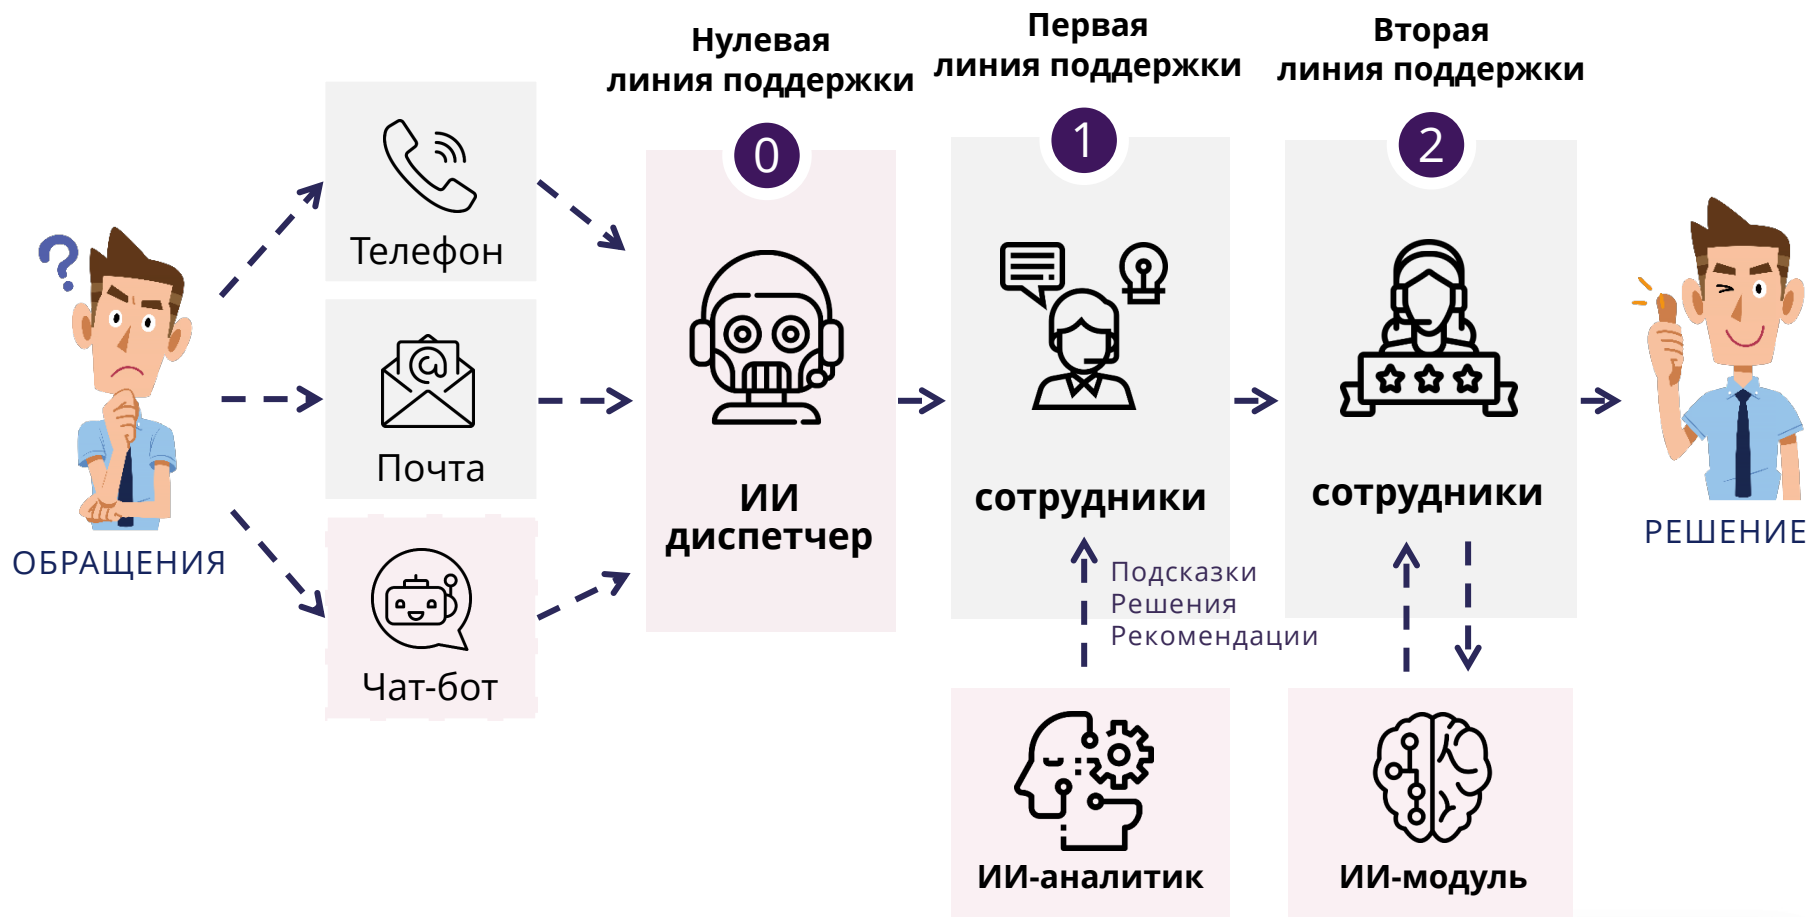 Нулевая
линия поддержки
Первая
линия поддержки
Вторая
линия поддержки
0
1
2
Телефон
Почта
Чат-бот
ОБРАЩЕНИЯ
ИИ
диспетчер
сотрудники
сотрудники
РЕШЕНИЕ
Подсказки
Решения
Рекомендации
ИИ-аналитик
ИИ-модуль